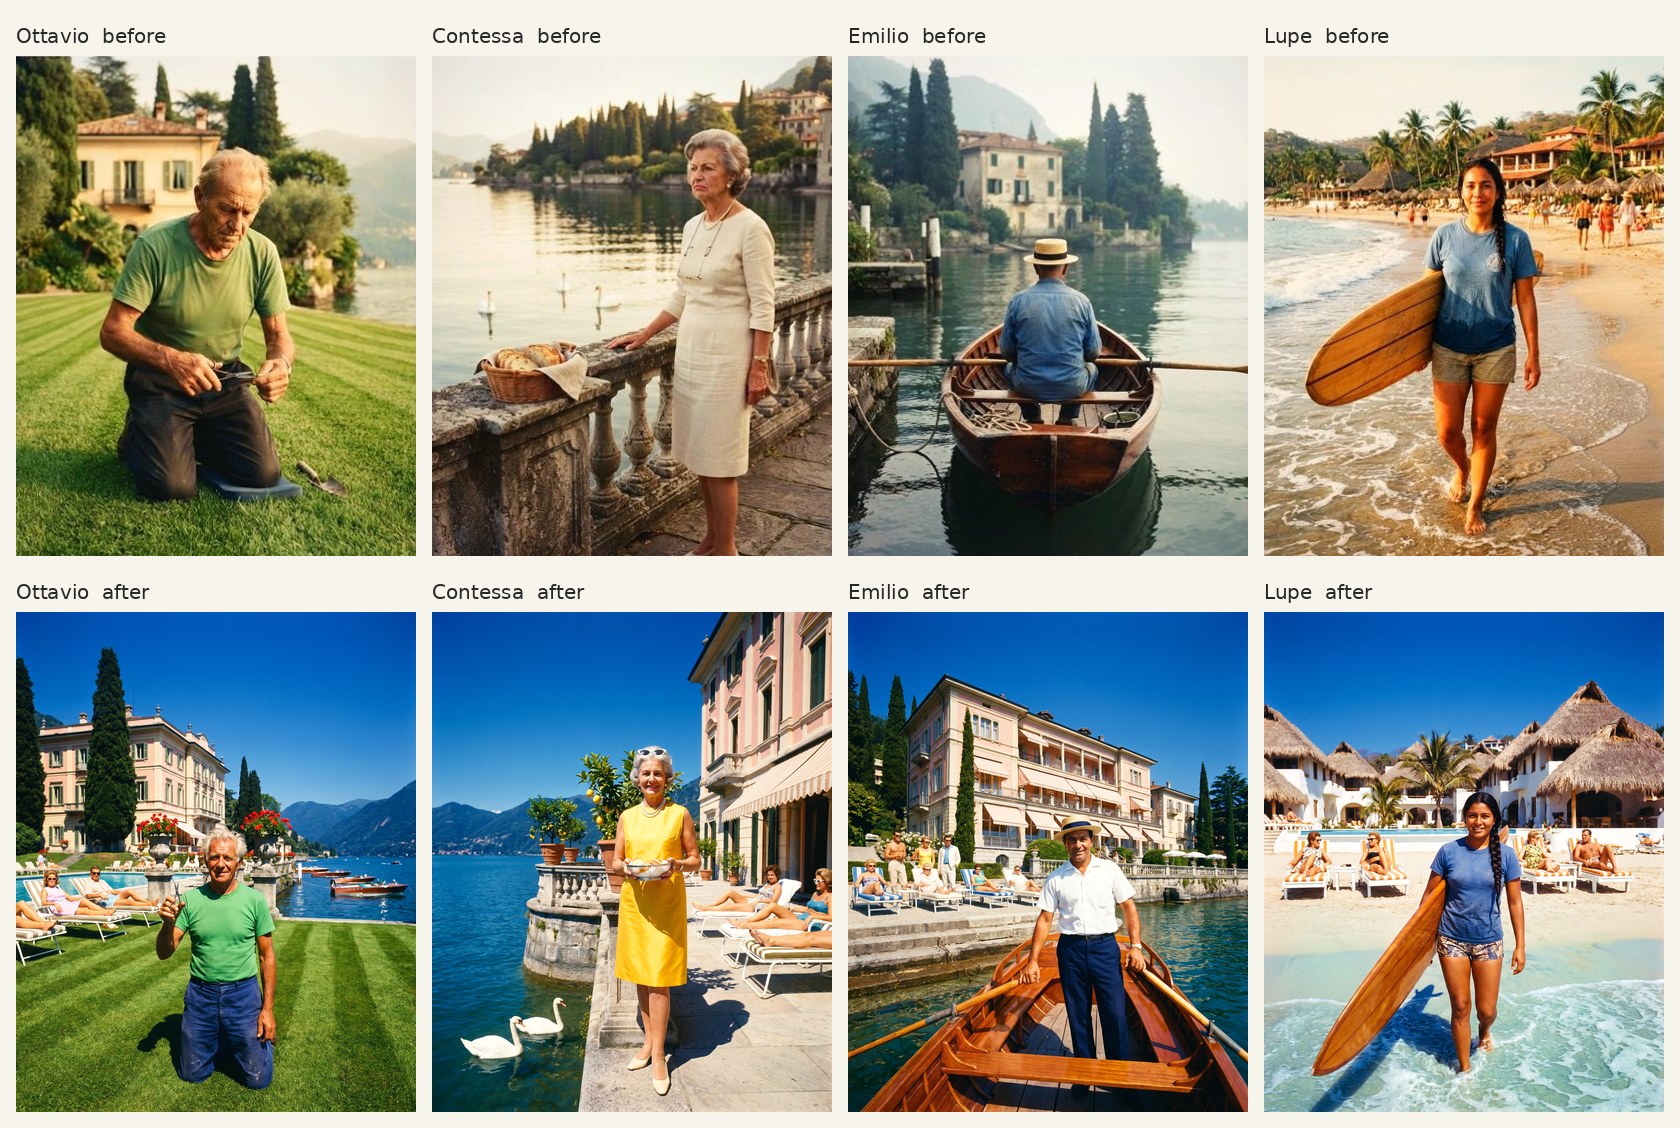 Ottavio before
Contessa before
Emilio before
Lupe before
Ottavio after
Contessa after
Emilio after
Lupe after